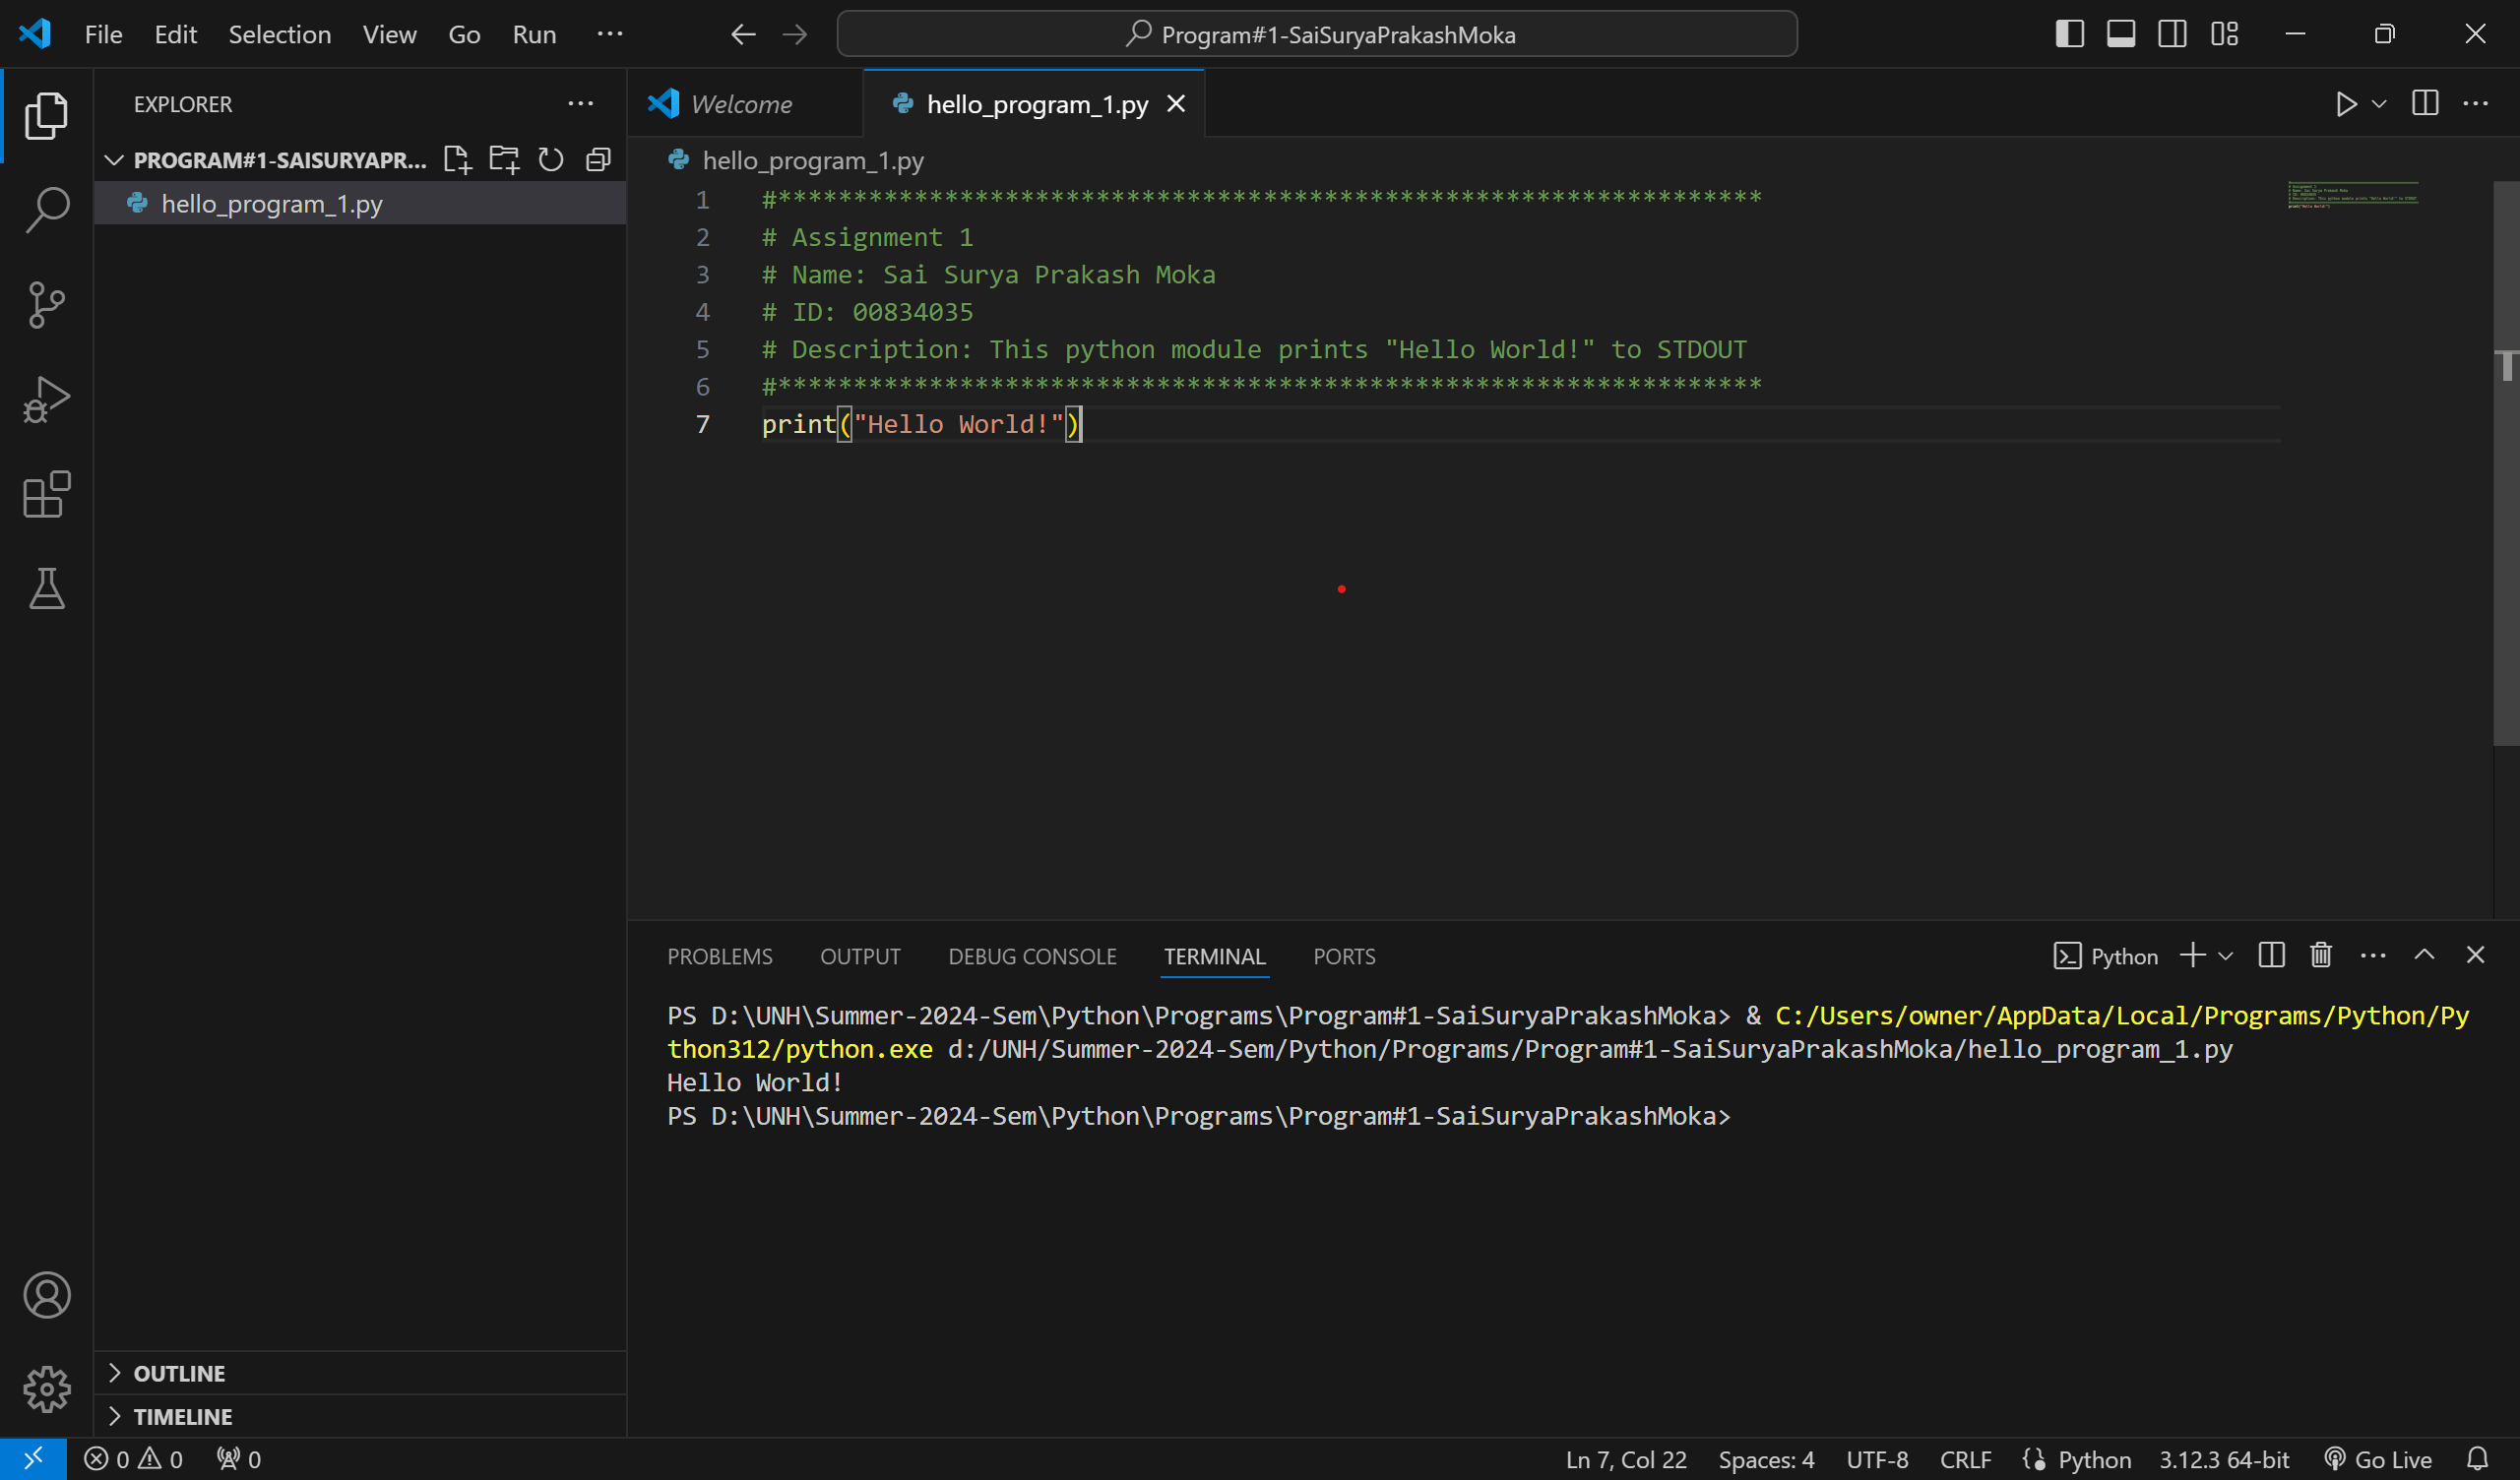 File Edit Selection View Go Run ··· Program#1-SaiSuryaPrakashMoka
EXPLORER
PROGRAM#1-SAISURYAPR...
hello_program_1.py
Welcome
hello_program_1.py
hello_program_1.py
1 #*****************************************************************
2 # Assignment 1
3 # Name: Sai Surya Prakash Moka
4 # ID: 00834035
5 # Description: This python module prints "Hello World!" to STDOUT
6 #*****************************************************************
7 print("Hello World!")
PROBLEMS OUTPUT DEBUG CONSOLE TERMINAL PORTS Python
PS D:\UNH\Summer-2024-Sem\Python\Programs\Program#1-SaiSuryaPrakashMoka> & C:/Users/owner/AppData/Local/Programs/Python/Py
thon312/python.exe d:/UNH/Summer-2024-Sem/Python/Programs/Program#1-SaiSuryaPrakashMoka/hello_program_1.py
Hello World!
PS D:\UNH\Summer-2024-Sem\Python\Programs\Program#1-SaiSuryaPrakashMoka>
OUTLINE
TIMELINE
0 0 0 Ln 7, Col 22 Spaces: 4 UTF-8 CRLF Python 3.12.3 64-bit Go Live